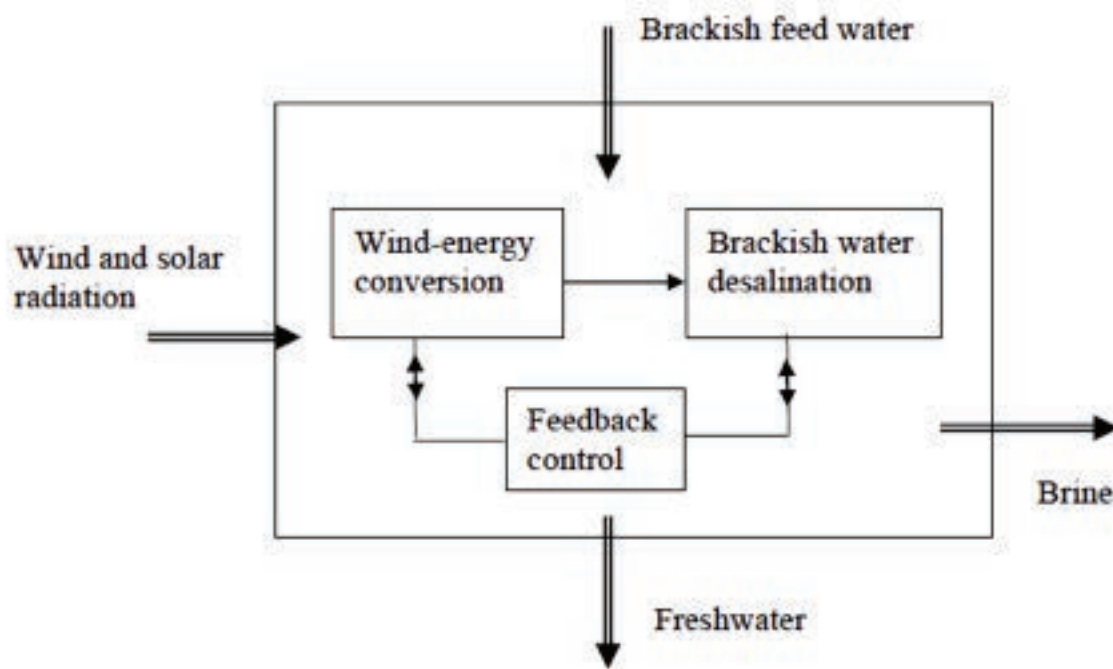 Brackish feed water
Wind-energy
conversion
Brackish water
desalination
Wind and solar
radiation
Feedback
control
Brine
Freshwater